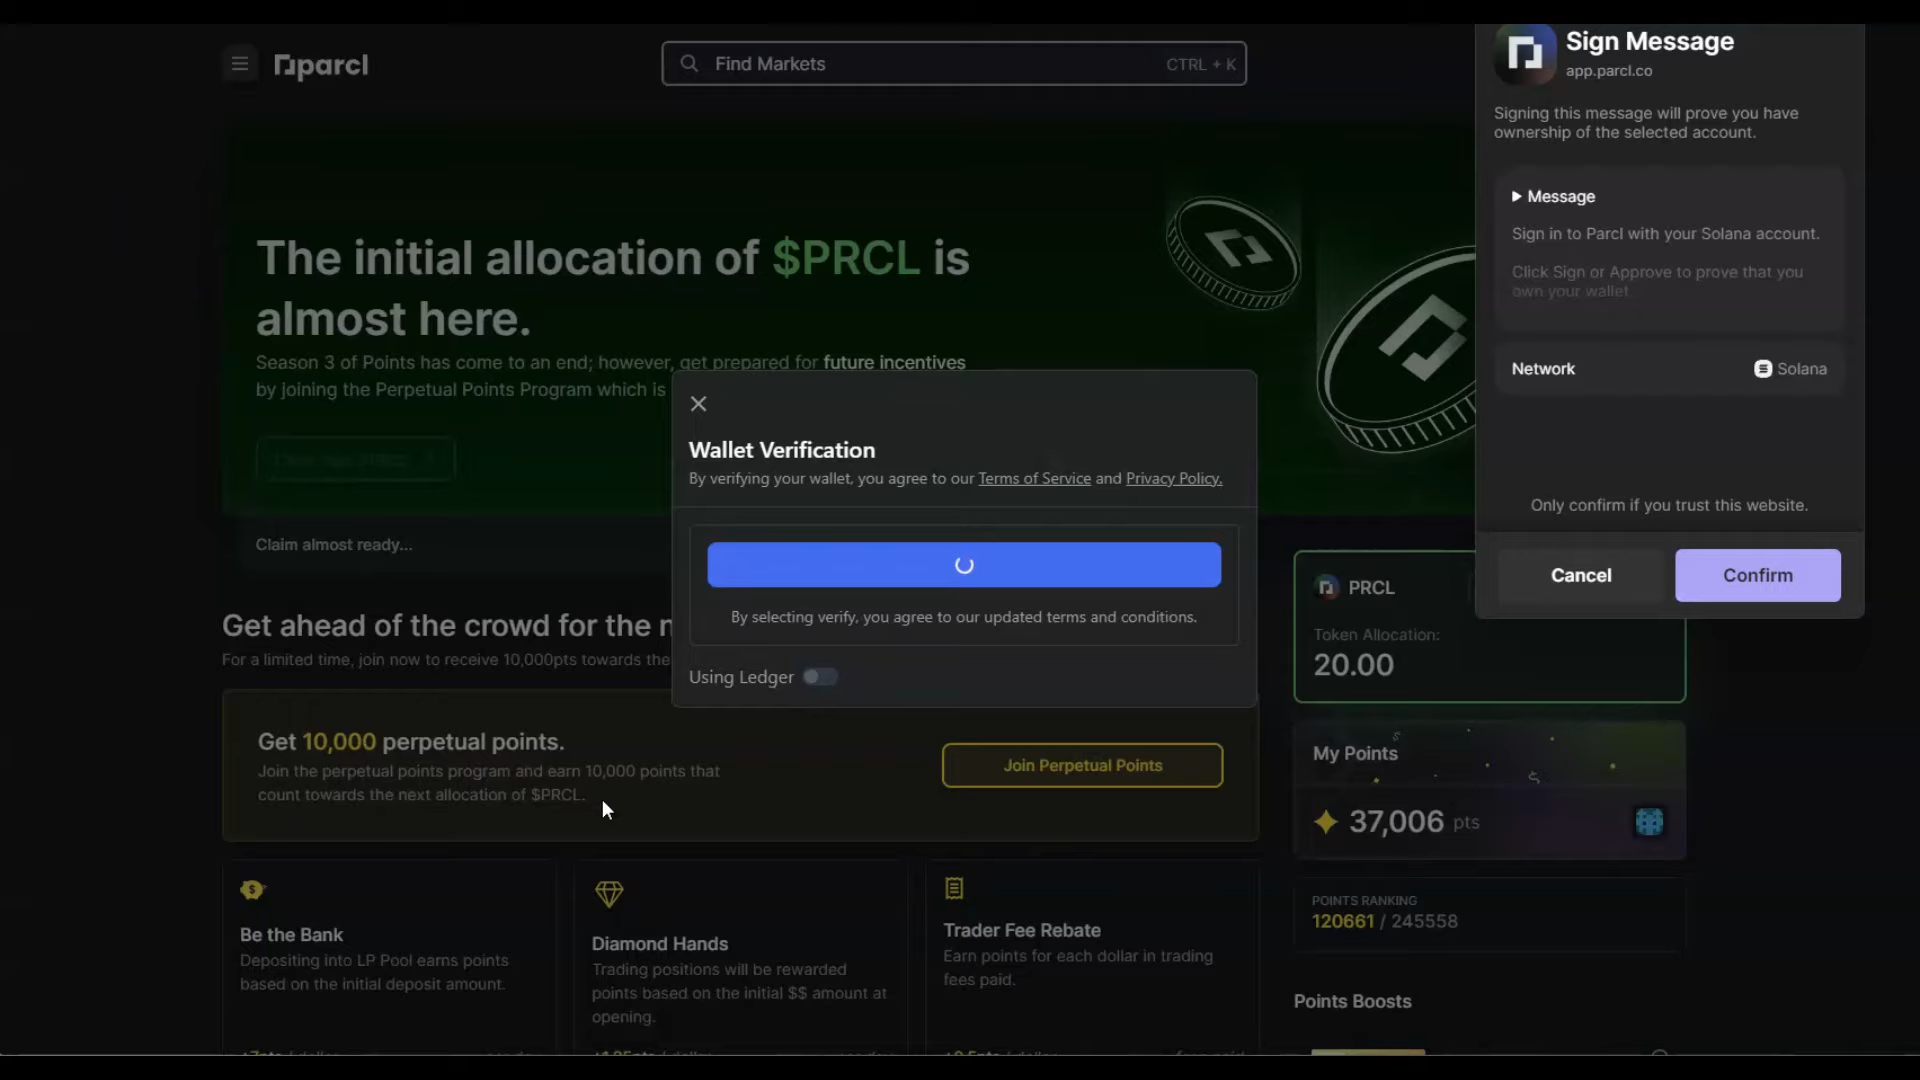 parcl
Find Markets
CTRL + K
The initial allocation of $PRCL is
almost here.
Season 3 of Points has come to an end; however, get prepared for future incentives
by joining the Perpetual Points Program which is
Claim almost ready...
Get ahead of the crowd for the
For a limited time, join now to receive 10,000pts towards the
Get 10,000 perpetual points.
Join the perpetual points program and earn 10,000 points that
count towards the next allocation of $PRCL.
Join Perpetual Points
Be the Bank
Depositing into LP Pool earns points
based on the initial deposit amount.
Diamond Hands
Trading positions will be rewarded
points based on the initial $$ amount at
opening.
Trader Fee Rebate
Earn points for each dollar in trading
fees paid.
Wallet Verification
By verifying your wallet, you agree to our Terms of Service and Privacy Policy.
By selecting verify, you agree to our updated terms and conditions.
Using Ledger
Sign Message
app.parcl.co
Signing this message will prove you have
ownership of the selected account.
Message
Sign in to Parcl with your Solana account.
Click Sign or Approve to prove that you
own your wallet
Network
Solana
Only confirm if you trust this website.
Cancel
Confirm
PRCL
Token Allocation:
20.00
My Points
37,006 pts
POINTS RANKING
120661 / 245558
Points Boosts